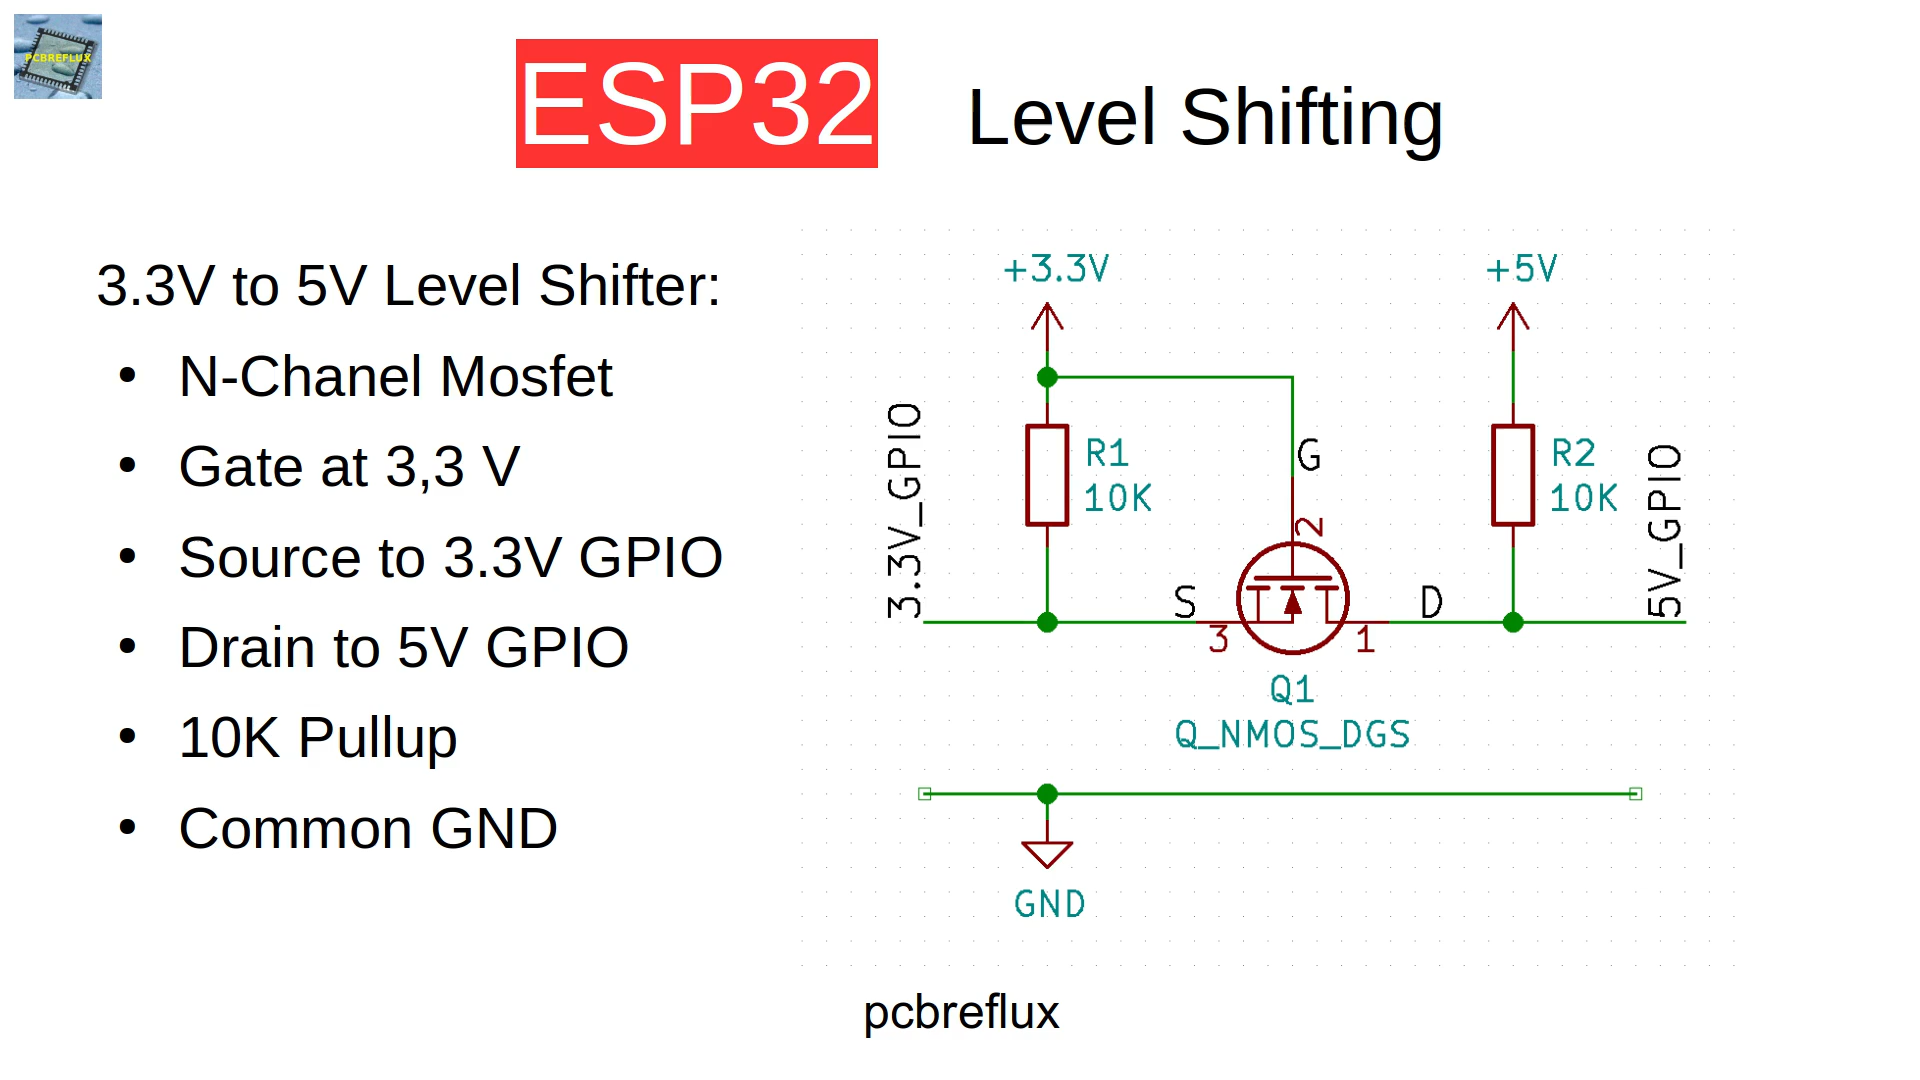 PCBREFLUX
ESP32 Level Shifting
3.3V to 5V Level Shifter:
• N-Chanel Mosfet
• Gate at 3,3 V
• Source to 3.3V GPIO
• Drain to 5V GPIO
• 10K Pullup
• Common GND
+3.3V
+5V
3.3V_GPIO
R1
10K
G
2
R2
10K
5V_GPIO
S
3
D
1
Q1
Q_NMOS_DGS
GND
pcbreflux